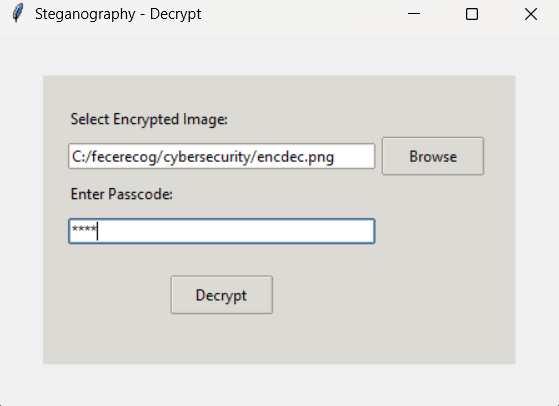 Steganography - Decrypt
Select Encrypted Image:
C:/fecerecog/cybersecurity/encdec.png
Browse
Enter Passcode:
****
Decrypt